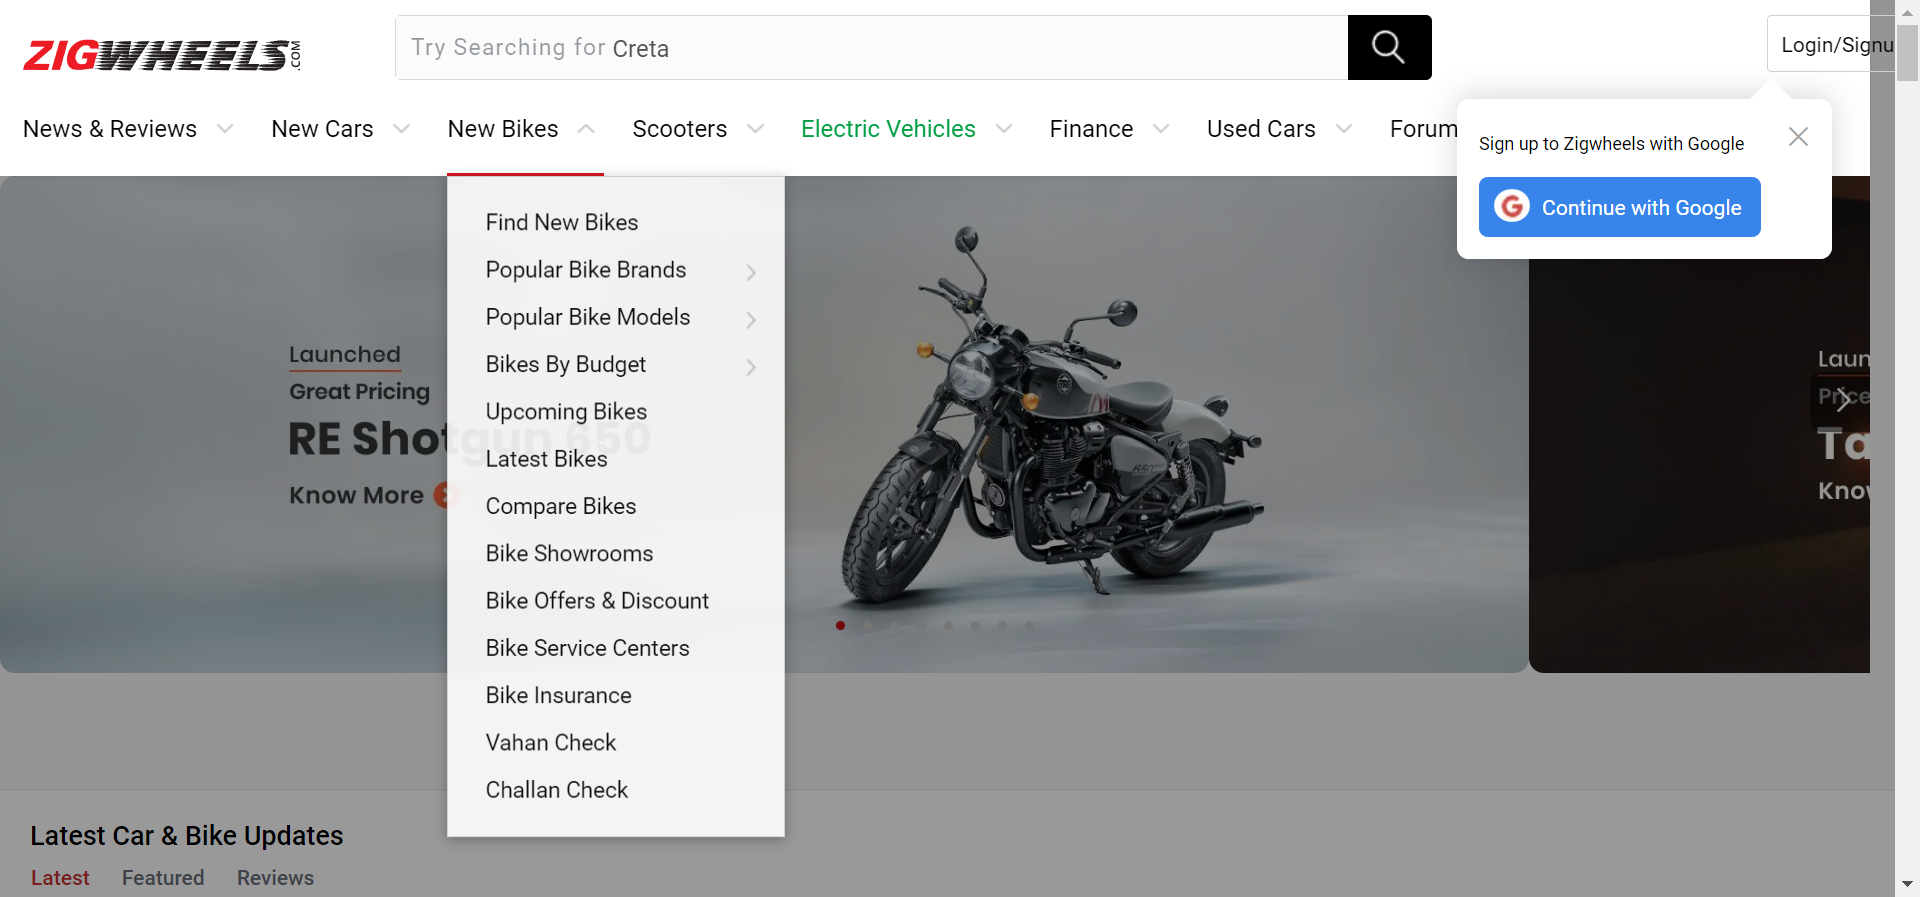 ZIGWHEELS.COM
Try Searching for Creta
Login/Signu
News & Reviews
New Cars
New Bikes
Scooters
Electric Vehicles
Finance
Used Cars
Forum
Sign up to Zigwheels with Google
Continue with Google
Find New Bikes
Popular Bike Brands
Popular Bike Models
Bikes By Budget
Upcoming Bikes
Latest Bikes
Compare Bikes
Bike Showrooms
Bike Offers & Discount
Bike Service Centers
Bike Insurance
Vahan Check
Challan Check
Launched
Great Pricing
RE Shotgun 650
Know More
Laun
Price
Ta
Know
Latest Car & Bike Updates
Latest
Featured
Reviews